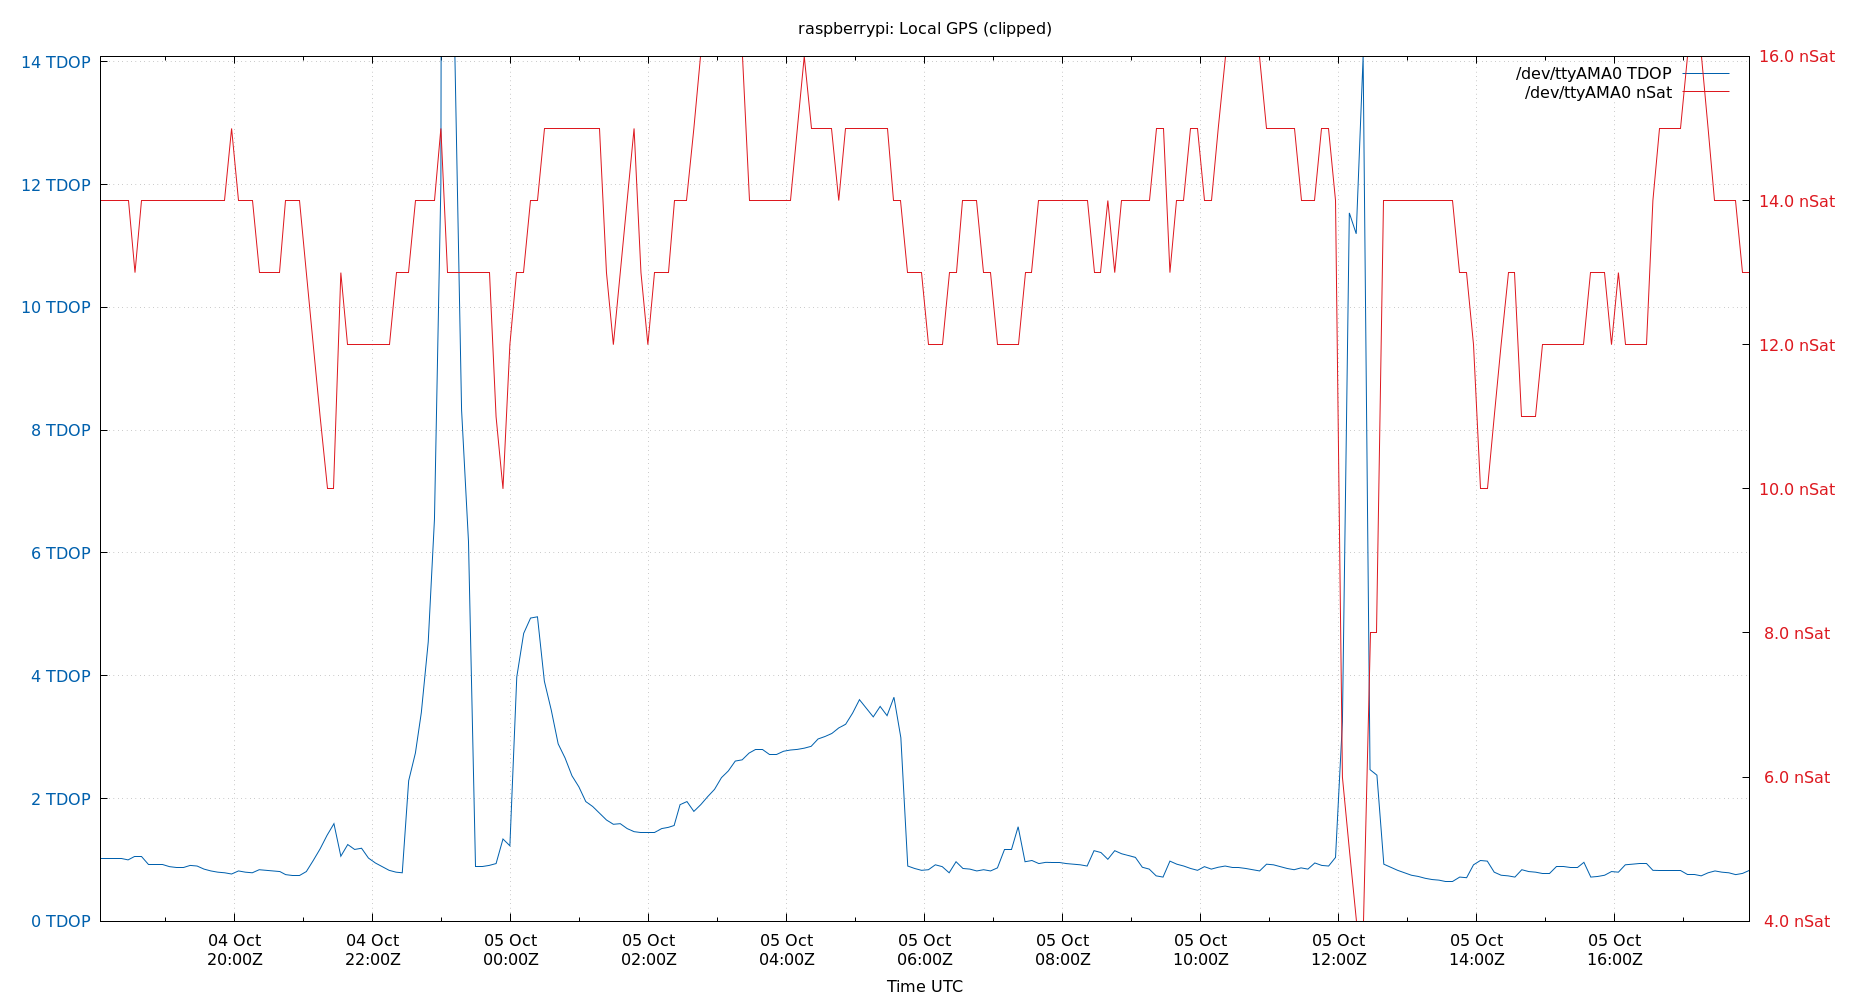 raspberrypi: Local GPS (clipped)
14 TDOP
12 TDOP
10 TDOP
8 TDOP
6 TDOP
4 TDOP
2 TDOP
0 TDOP
16.0 nSat
14.0 nSat
12.0 nSat
10.0 nSat
8.0 nSat
6.0 nSat
4.0 nSat
/dev/ttyAMA0 TDOP
/dev/ttyAMA0 nSat
04 Oct
20:00Z
04 Oct
22:00Z
05 Oct
00:00Z
05 Oct
02:00Z
05 Oct
04:00Z
05 Oct
06:00Z
05 Oct
08:00Z
05 Oct
10:00Z
05 Oct
12:00Z
05 Oct
14:00Z
05 Oct
16:00Z
Time UTC